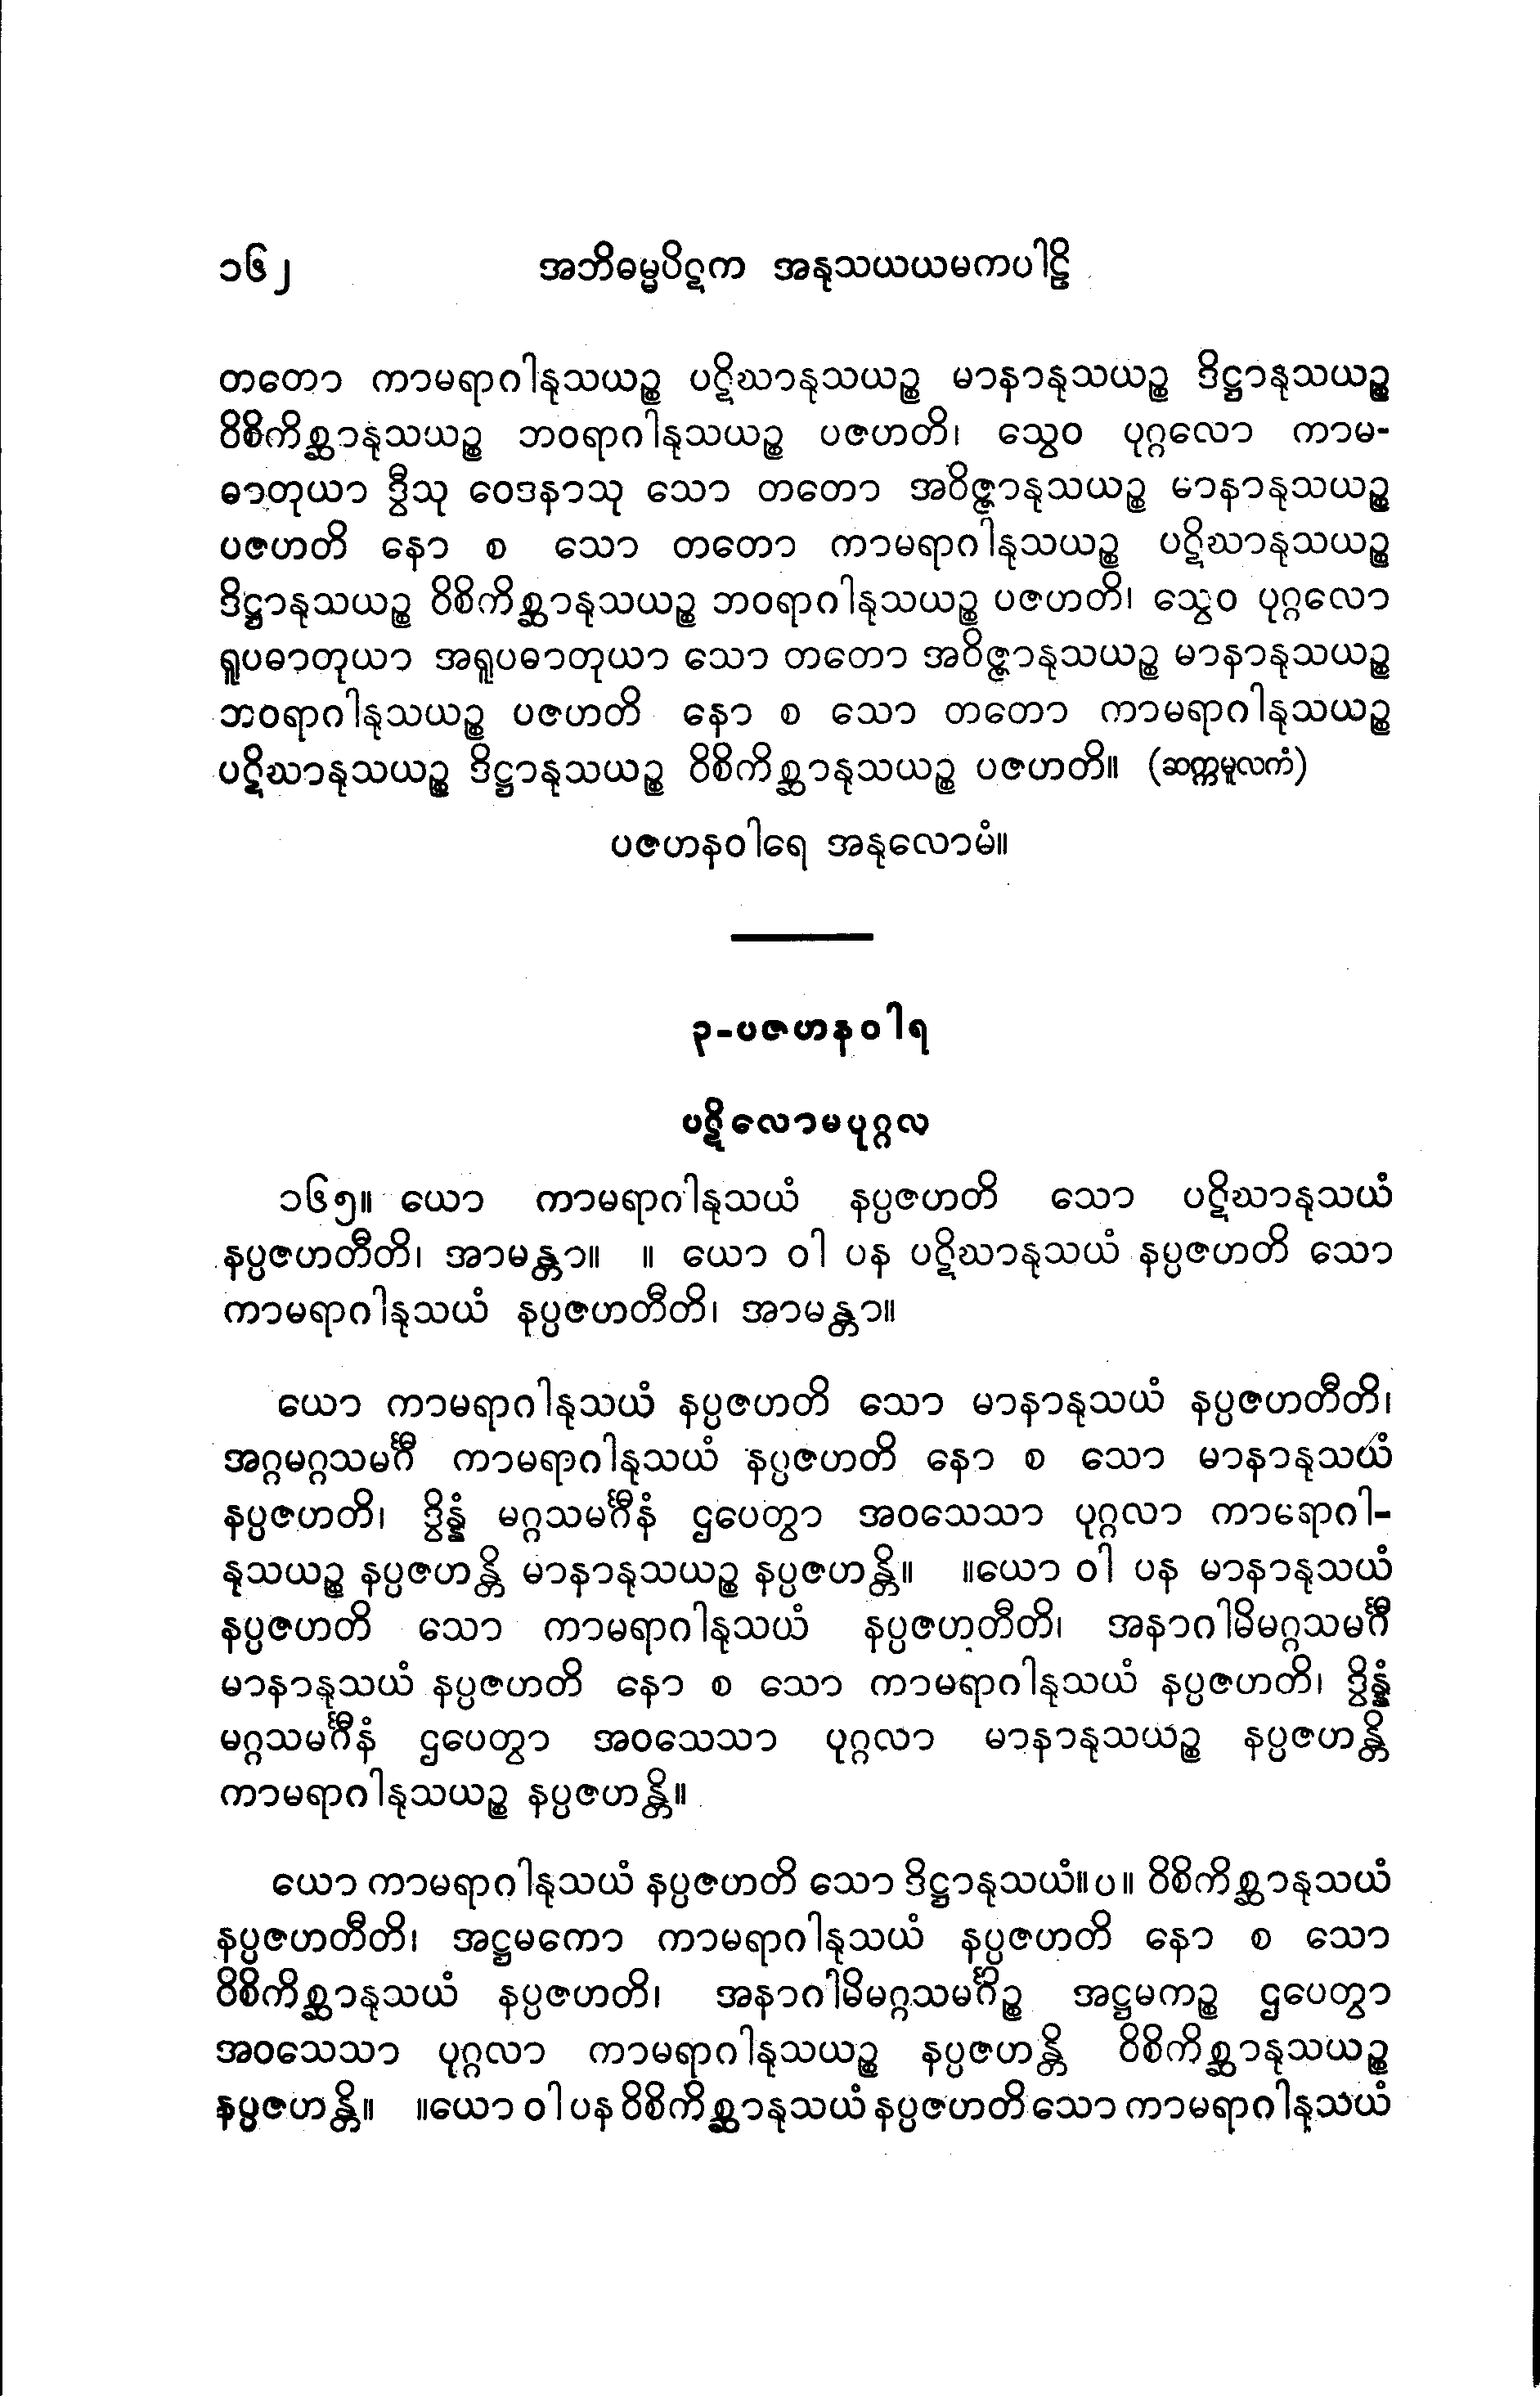 ၁၆၂ အဘိဓမ္မပိဋက အနုသယယမကပါဠိ
တတော ကာမရာဂါနုသယဉ္စ ပဋိဃာနုသယဉ္စ မာနာနုသယဉ္စ ဒိဋ္ဌာနုသယဉ္စ
ဝိစိကိစ္ဆာနုသယဉ္စ ဘဝရာဂါနုသယဉ္စ ပဇဟတိ၊ သွေဝ ပုဂ္ဂလော ကာမ-
ဓာတုယာ ဒွီသု ဝေဒနာသု သော တတော အဝိဇ္ဇာနုသယဉ္စ မာနာနုသယဉ္စ
ပဇဟတိ နော စ သော တတော ကာမရာဂါနုသယဉ္စ ပဋိဃာနုသယဉ္စ
ဒိဋ္ဌာနုသယဉ္စ ဝိစိကိစ္ဆာနုသယဉ္စ ဘဝရာဂါနုသယဉ္စ ပဇဟတိ၊ သွေဝ ပုဂ္ဂလော
ရူပဓာတုယာ အရူပဓာတုယာ သော တတော အဝိဇ္ဇာနုသယဉ္စ မာနာနုသယဉ္စ
ဘဝရာဂါနုသယဉ္စ ပဇဟတိ နော စ သော တတော ကာမရာဂါနုသယဉ္စ
ပဋိဃာနုသယဉ္စ ဒိဋ္ဌာနုသယဉ္စ ဝိစိကိစ္ဆာနုသယဉ္စ ပဇဟတိ။ (ဆက္ကမူလကံ)
ပဇဟနဝါရေ အနုလောမံ။
၃-ပဇဟနဝါရ
ပဋိလောမပုဂ္ဂလ
၁၆၅။ ယော ကာမရာဂါနုသယံ နပ္ပဇဟတိ သော ပဋိဃာနုသယံ
နပ္ပဇဟတီတိ၊ အာမန္တာ။ ။ ယော ဝါ ပန ပဋိဃာနုသယံ နပ္ပဇဟတိ သော
ကာမရာဂါနုသယံ နပ္ပဇဟတီတိ၊ အာမန္တာ။
ယော ကာမရာဂါနုသယံ နပ္ပဇဟတိ သော မာနာနုသယံ နပ္ပဇဟတီတိ၊
အဂ္ဂမဂ္ဂသမင်္ဂီ ကာမရာဂါနုသယံ နပ္ပဇဟတိ နော စ သော မာနာနုသယံ
နပ္ပဇဟတိ၊ ဒွိန္နံ မဂ္ဂသမင်္ဂီနံ ဌပေတွာ အဝသေသာ ပုဂ္ဂလာ ကာမရာဂါ-
နုသယဉ္စ နပ္ပဇဟန္တိ မာနာနုသယဉ္စ နပ္ပဇဟန္တိ။ ။ယော ဝါ ပန မာနာနုသယံ
နပ္ပဇဟတိ သော ကာမရာဂါနုသယံ နပ္ပဇဟတီတိ၊ အနာဂါမိမဂ္ဂသမင်္ဂီ
မာနာနုသယံ နပ္ပဇဟတိ နော စ သော ကာမရာဂါနုသယံ နပ္ပဇဟတိ၊ ဒွိန္နံ
မဂ္ဂသမင်္ဂီနံ ဌပေတွာ အဝသေသာ ပုဂ္ဂလာ မာနာနုသယဉ္စ နပ္ပဇဟန္တိ
ကာမရာဂါနုသယဉ္စ နပ္ပဇဟန္တိ။
ယော ကာမရာဂါနုသယံ နပ္ပဇဟတိ သော ဒိဋ္ဌာနုသယံ။ပ။ ဝိစိကိစ္ဆာနုသယံ
နပ္ပဇဟတီတိ၊ အဋ္ဌမကော ကာမရာဂါနုသယံ နပ္ပဇဟတိ နော စ သော
ဝိစိကိစ္ဆာနုသယံ နပ္ပဇဟတိ၊ အနာဂါမိမဂ္ဂသမင်္ဂိဉ္စ အဋ္ဌမကဉ္စ ဌပေတွာ
အဝသေသာ ပုဂ္ဂလာ ကာမရာဂါနုသယဉ္စ နပ္ပဇဟန္တိ ဝိစိကိစ္ဆာနုသယဉ္စ
နပ္ပဇဟန္တိ။ ။ယော ဝါ ပန ဝိစိကိစ္ဆာနုသယံ နပ္ပဇဟတိ သော ကာမရာဂါနုသယံ